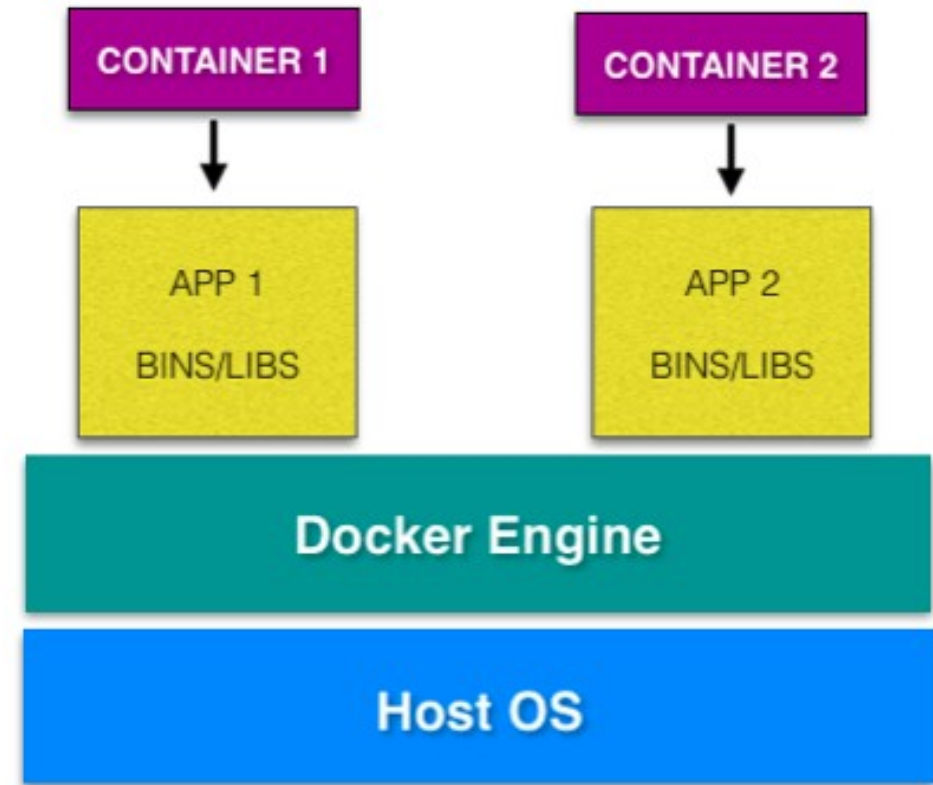 CONTAINER 1
CONTAINER 2
APP 1
BINS/LIBS
APP 2
BINS/LIBS
Docker Engine
Host OS